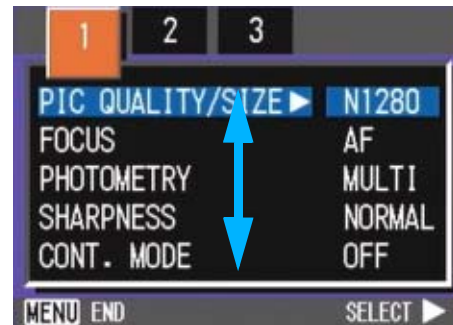 1 2 3
PIC QUALITY/SIZE▶ N1280
FOCUS AF
PHOTOMETRY MULTI
SHARPNESS NORMAL
CONT. MODE OFF
MENU END SELECT ▶